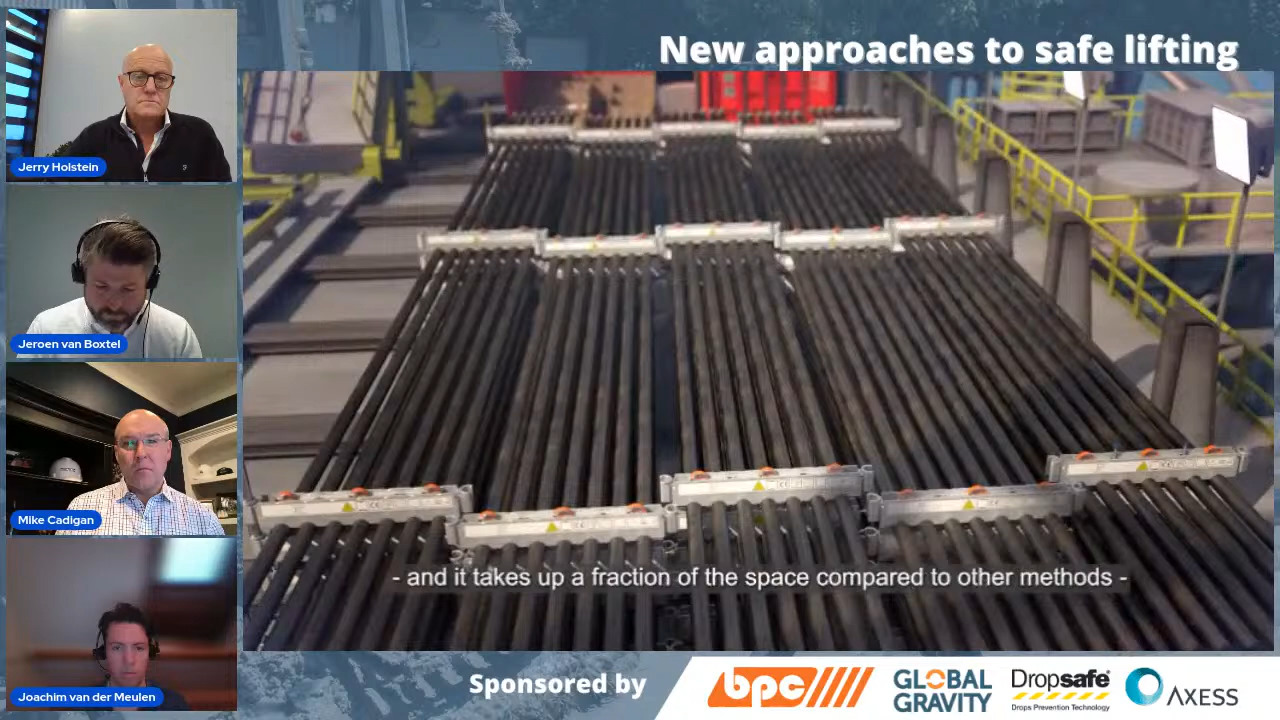 New approaches to safe lifting
Jerry Holstein
Jeroen van Boxtel
Mike Cadigan
Joachim van der Meulen
- and it takes up a fraction of the space compared to other methods -
Sponsored by
bpc
GLOBAL
GRAVITY
Dropsafe
Drops Prevention Technology
AXESS